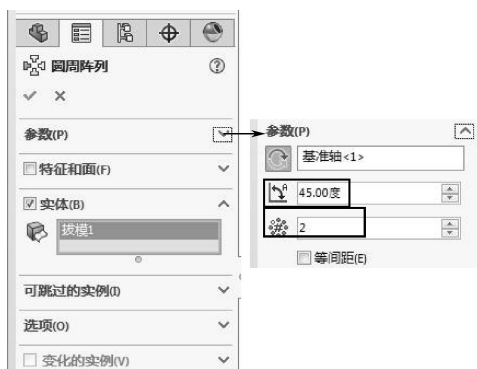 圆周阵列
参数(P)
特征和面(F)
实体(B)
拔模1
可跳过的实例(I)
选项(O)
变化的实例(V)
参数(P)
基准轴<1>
45.00度
2
等间距(E)